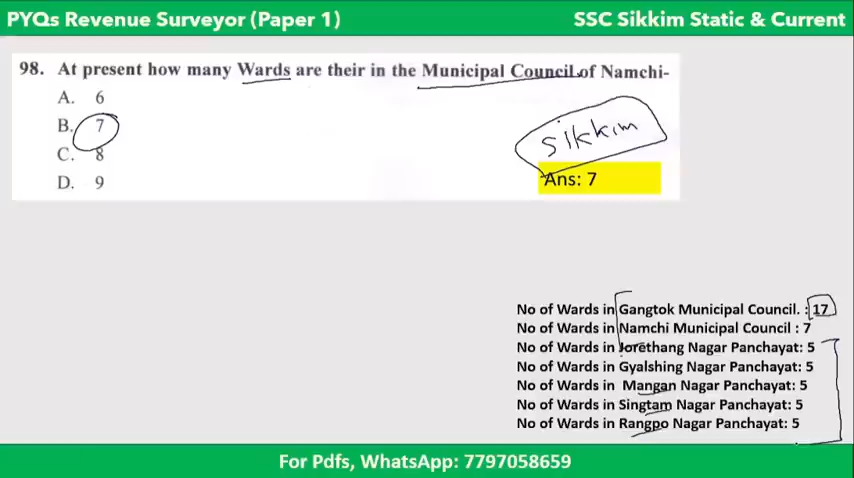 PYQs Revenue Surveyor (Paper 1)
SSC Sikkim Static & Current
98. At present how many Wards are their in the Municipal Council of Namchi-
A. 6
B. 7
C. 8
D. 9
Sikkim
Ans: 7
No of Wards in Gangtok Municipal Council. : 17
No of Wards in Namchi Municipal Council : 7
No of Wards in Jorethang Nagar Panchayat: 5
No of Wards in Gyalshing Nagar Panchayat: 5
No of Wards in Mangan Nagar Panchayat: 5
No of Wards in Singtam Nagar Panchayat: 5
No of Wards in Rangpo Nagar Panchayat: 5
For Pdfs, WhatsApp: 7797058659